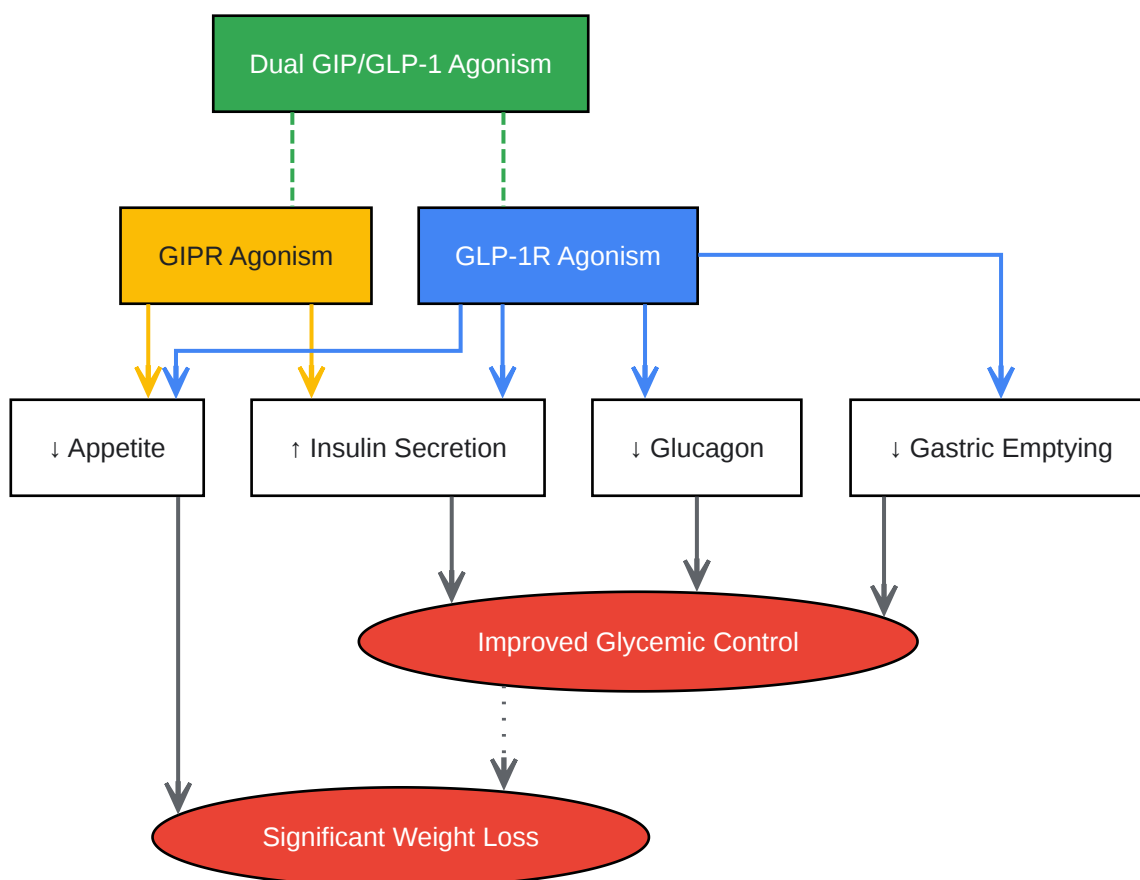 Dual GIP/GLP-1 Agonism
GIPR Agonism
GLP-1R Agonism
↓ Appetite
↑ Insulin Secretion
↓ Glucagon
↓ Gastric Emptying
Improved Glycemic Control
Significant Weight Loss